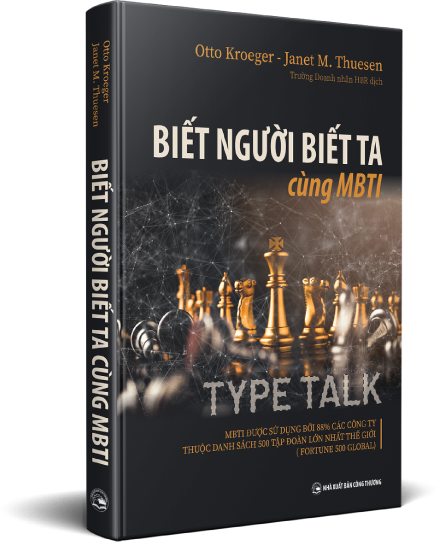 Otto Kroeger - Janet M. Thuesen
Trường Doanh nhân HBR dịch
BIẾT NGƯỜI BIẾT TA
cùng MBTI
TYPE TALK
MBTI ĐƯỢC SỬ DỤNG BỞI 88% CÁC CÔNG TY
THUỘC DANH SÁCH 500 TẬP ĐOÀN LỚN NHẤT THẾ GIỚI
( FORTUNE 500 GLOBAL)
NHÀ XUẤT BẢN CÔNG THƯƠNG
Otto Kroeger
Janet M. Thuesen
BIẾT NGƯỜI BIẾT TA CÙNG MBTI